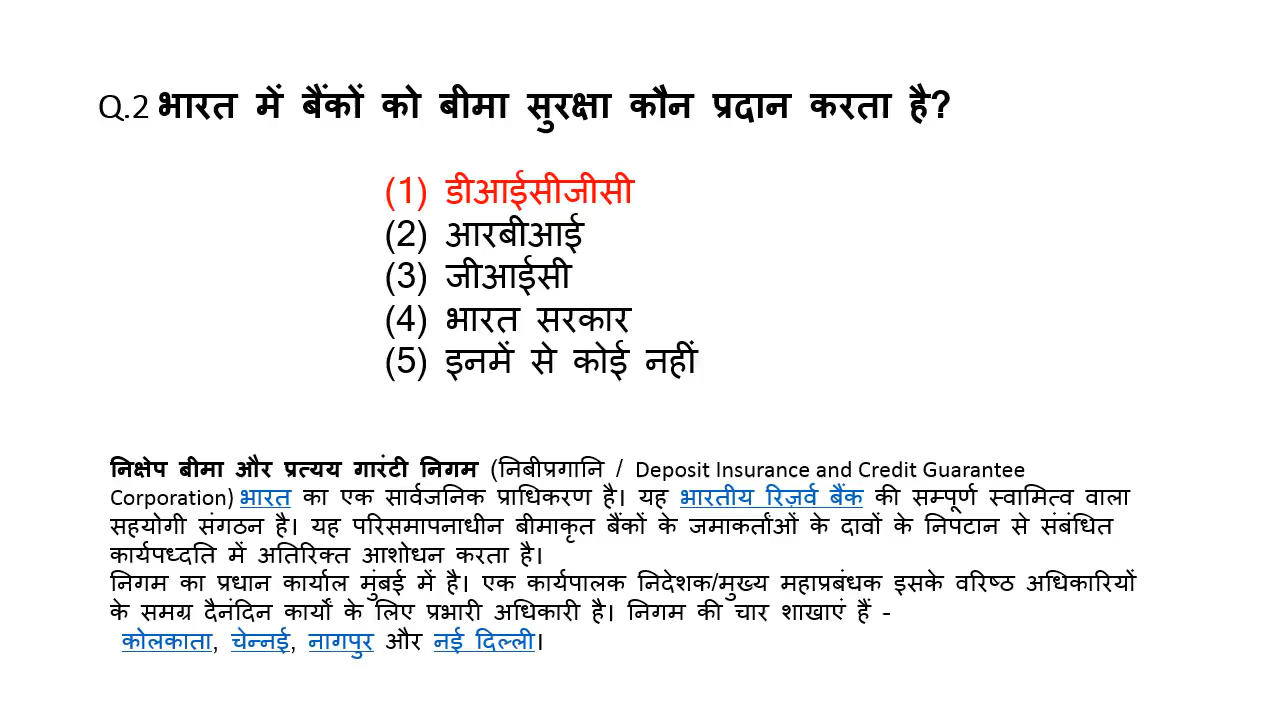 Q.2 भारत में बैंकों को बीमा सुरक्षा कौन प्रदान करता है?
(1) डीआईसीजीसी
(2) आरबीआई
(3) जीआईसी
(4) भारत सरकार
(5) इनमें से कोई नहीं
निक्षेप बीमा और प्रत्यय गारंटी निगम (निबीप्रगानि / Deposit Insurance and Credit Guarantee
Corporation) भारत का एक सार्वजनिक प्राधिकरण है। यह भारतीय रिज़र्व बैंक की सम्पूर्ण स्वामित्व वाला
सहयोगी संगठन है। यह परिसमापनाधीन बीमाकृत बैंकों के जमाकर्ताओं के दावों के निपटान से संबंधित
कार्यपध्दति में अतिरिक्त आशोधन करता है।
निगम का प्रधान कार्याल मुंबई में है। एक कार्यपालक निदेशक/मुख्य महाप्रबंधक इसके वरिष्ठ अधिकारियों
के समग्र दैनंदिन कार्यों के लिए प्रभारी अधिकारी है। निगम की चार शाखाएं हैं -
कोलकाता, चेन्नई, नागपुर और नई दिल्ली।